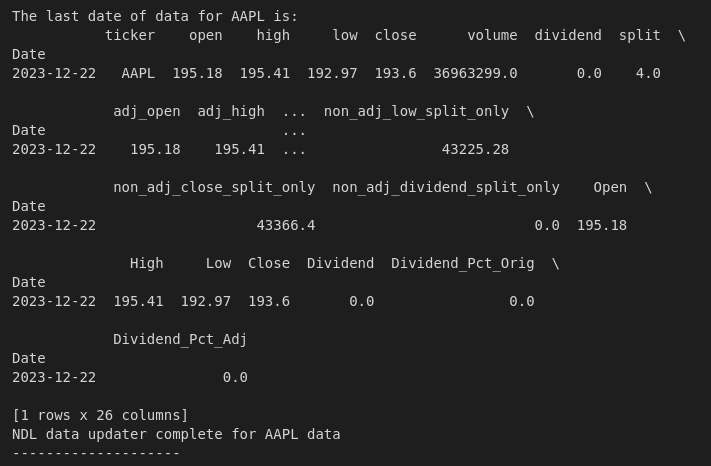 The last date of data for AAPL is:
           ticker    open    high     low  close      volume  dividend  split  \
Date
2023-12-22   AAPL  195.18  195.41  192.97  193.6  36963299.0       0.0    4.0

            adj_open  adj_high  ...  non_adj_low_split_only  \
Date                            ...
2023-12-22    195.18    195.41  ...                43225.28

            non_adj_close_split_only  non_adj_dividend_split_only    Open  \
Date
2023-12-22                   43366.4                          0.0  195.18

              High     Low  Close  Dividend  Dividend_Pct_Orig  \
Date
2023-12-22  195.41  192.97  193.6       0.0                0.0

            Dividend_Pct_Adj
Date
2023-12-22               0.0

[1 rows x 26 columns]
NDL data updater complete for AAPL data
--------------------